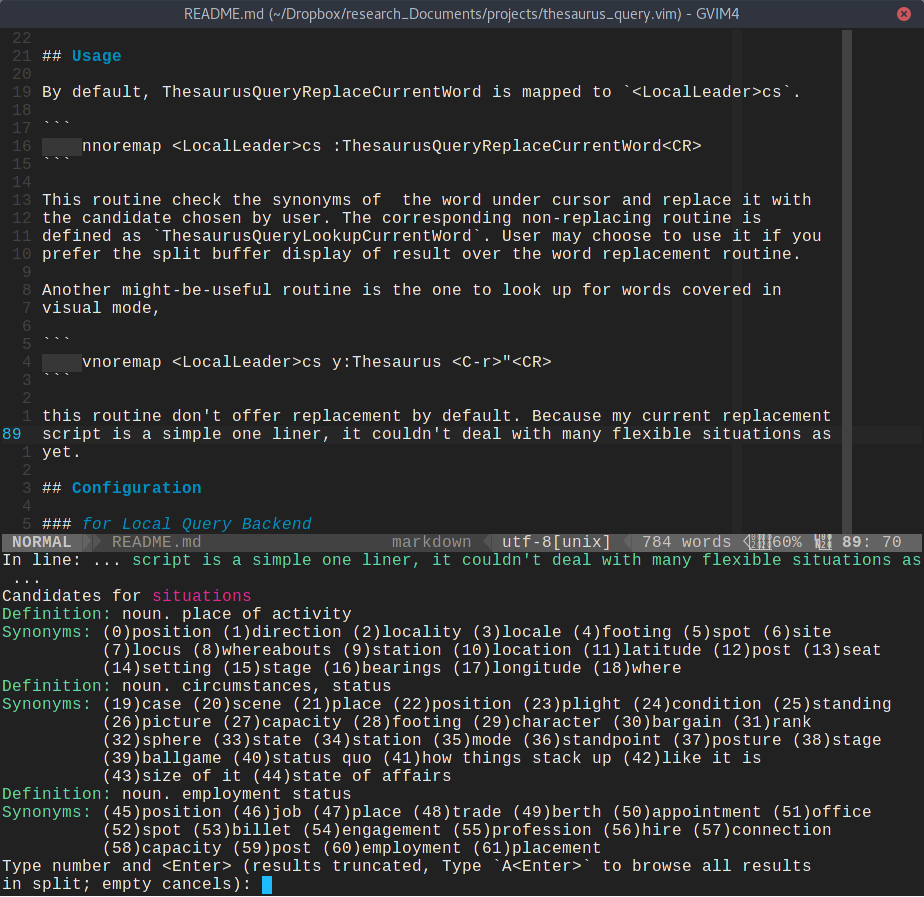 README.md (~/Dropbox/research_Documents/projects/thesaurus_query.vim) - GVIM4
22
21 ## Usage
20
19 By default, ThesaurusQueryReplaceCurrentWord is mapped to `<LocalLeader>cs`.
18
17 ```
16 nnoremap <LocalLeader>cs :ThesaurusQueryReplaceCurrentWord<CR>
15 ```
14
13 This routine check the synonyms of  the word under cursor and replace it with
12 the candidate chosen by user. The corresponding non-replacing routine is
11 defined as `ThesaurusQueryLookupCurrentWord`. User may choose to use it if you
10 prefer the split buffer display of result over the word replacement routine.
9
8 Another might-be-useful routine is the one to look up for words covered in
7 visual mode,
6
5 ```
4 vnoremap <LocalLeader>cs y:Thesaurus <C-r>"<CR>
3 ```
2
1 this routine don't offer replacement by default. Because my current replacement
89 script is a simple one liner, it couldn't deal with many flexible situations as
1 yet.
2
3 ## Configuration
4
5 ### for Local Query Backend
NORMAL README.md markdown utf-8[unix] 784 words 60% 89: 70
In line: ... script is a simple one liner, it couldn't deal with many flexible situations as
...
Candidates for situations
Definition: noun. place of activity
Synonyms: (0)position (1)direction (2)locality (3)locale (4)footing (5)spot (6)site
(7)locus (8)whereabouts (9)station (10)location (11)latitude (12)post (13)seat
(14)setting (15)stage (16)bearings (17)longitude (18)where
Definition: noun. circumstances, status
Synonyms: (19)case (20)scene (21)place (22)position (23)plight (24)condition (25)standing
(26)picture (27)capacity (28)footing (29)character (30)bargain (31)rank
(32)sphere (33)state (34)station (35)mode (36)standpoint (37)posture (38)stage
(39)ballgame (40)status quo (41)how things stack up (42)like it is
(43)size of it (44)state of affairs
Definition: noun. employment status
Synonyms: (45)position (46)job (47)place (48)trade (49)berth (50)appointment (51)office
(52)spot (53)billet (54)engagement (55)profession (56)hire (57)connection
(58)capacity (59)post (60)employment (61)placement
Type number and <Enter> (results truncated, Type `A<Enter>` to browse all results
in split; empty cancels):